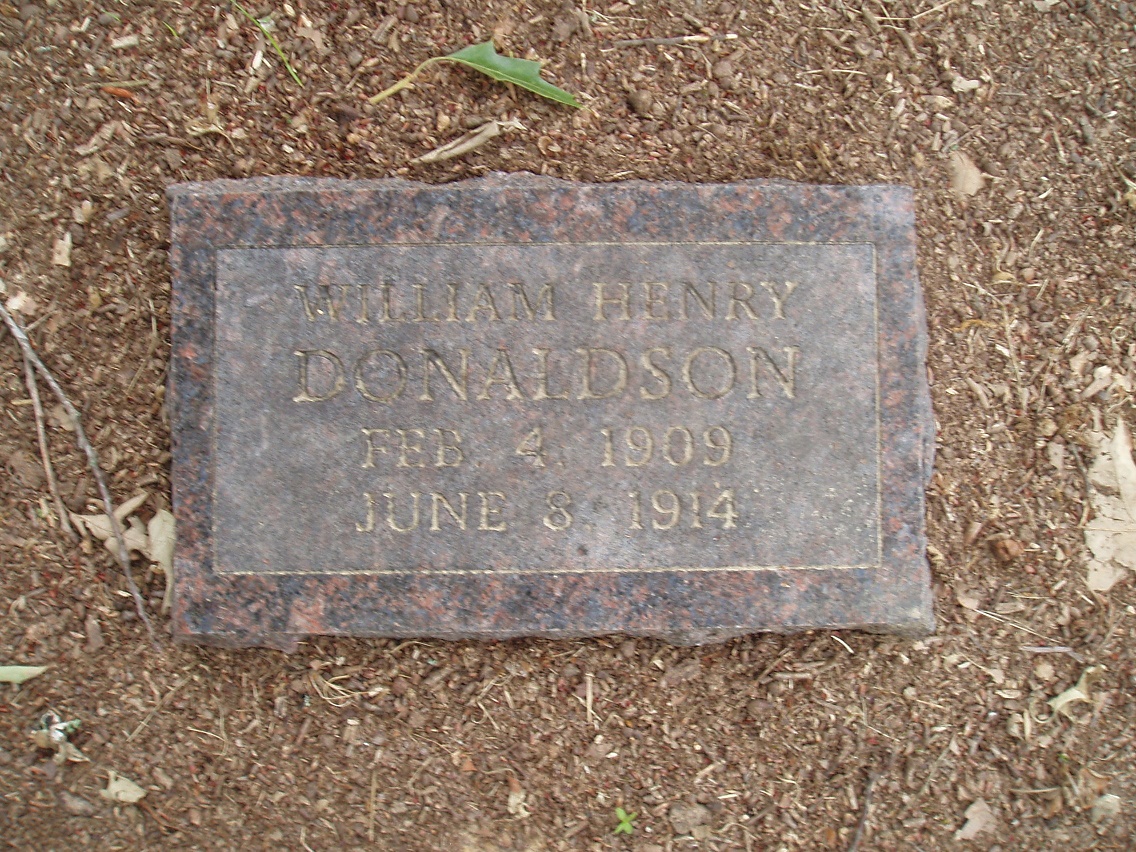 WILLIAM HENRY
DONALDSON
FEB. 4. 1909
JUNE 8. 1914